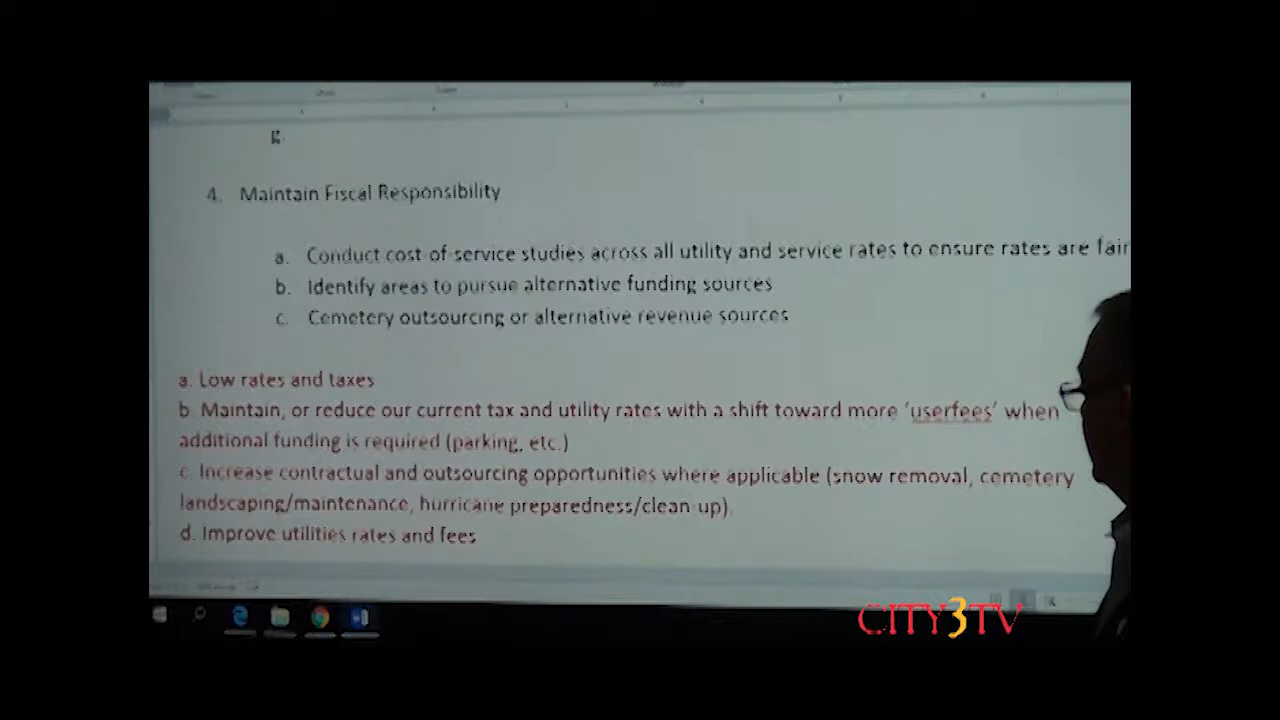 g.
4. Maintain Fiscal Responsibility
a. Conduct cost of service studies across all utility and service rates to ensure rates are fair
b. Identify areas to pursue alternative funding sources
c. Cemetery outsourcing or alternative revenue sources
a. Low rates and taxes
b. Maintain, or reduce our current tax and utility rates with a shift toward more 'userfees' when
additional funding is required (parking, etc.)
c. Increase contractual and outsourcing opportunities where applicable (snow removal, cemetery
landscaping/maintenance, hurricane preparedness/clean up).
d. Improve utilities rates and fees
CITY3TV